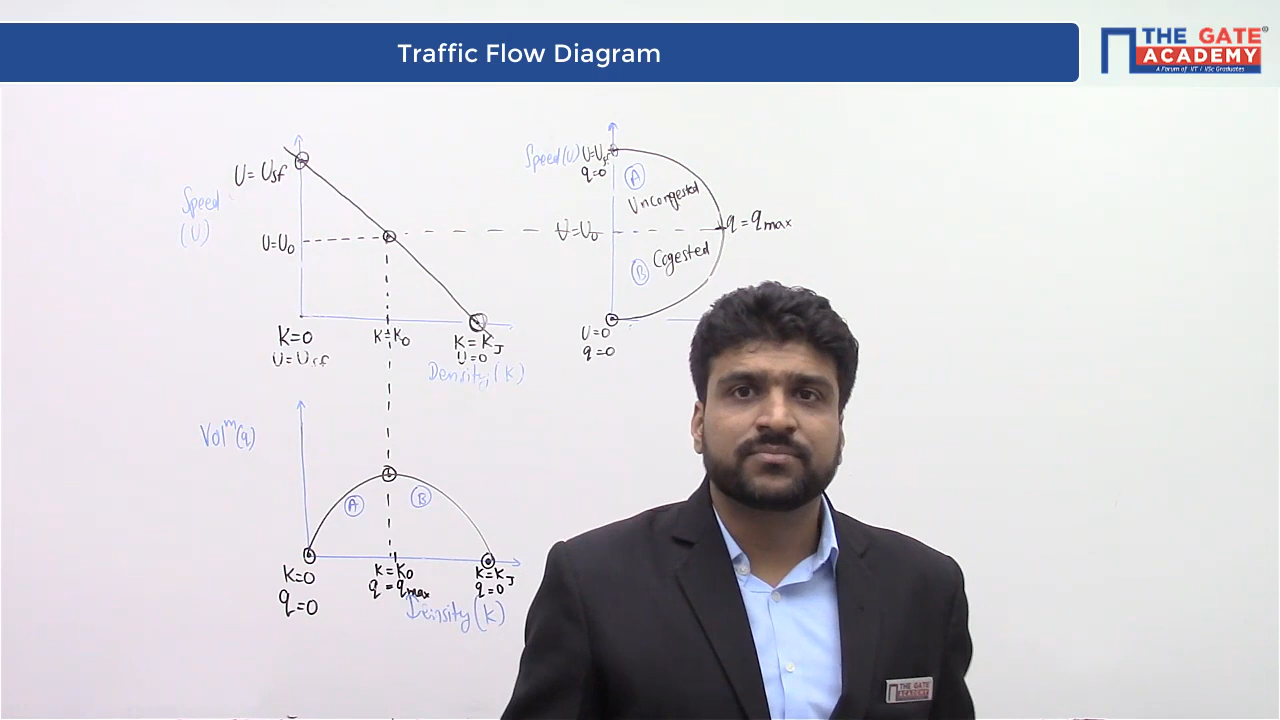 Traffic Flow Diagram
THE GATE
ACADEMY
A Forum of IIT / IISc Graduates
U = Usf
Speed
(U)
U=U0
K=0
U=Usf
K=K0
K=KJ
U=0
Density,(K)
Speed(U)
U=Usf
q=0
A
Uncongested
U=U0
q=qmax
B
Cogested
U=0
q=0
Volm(q)
A
B
K=0
q=0
K=K0
q=qmax
K=KJ
q=0
Density(K)
THE GATE
ACADEMY